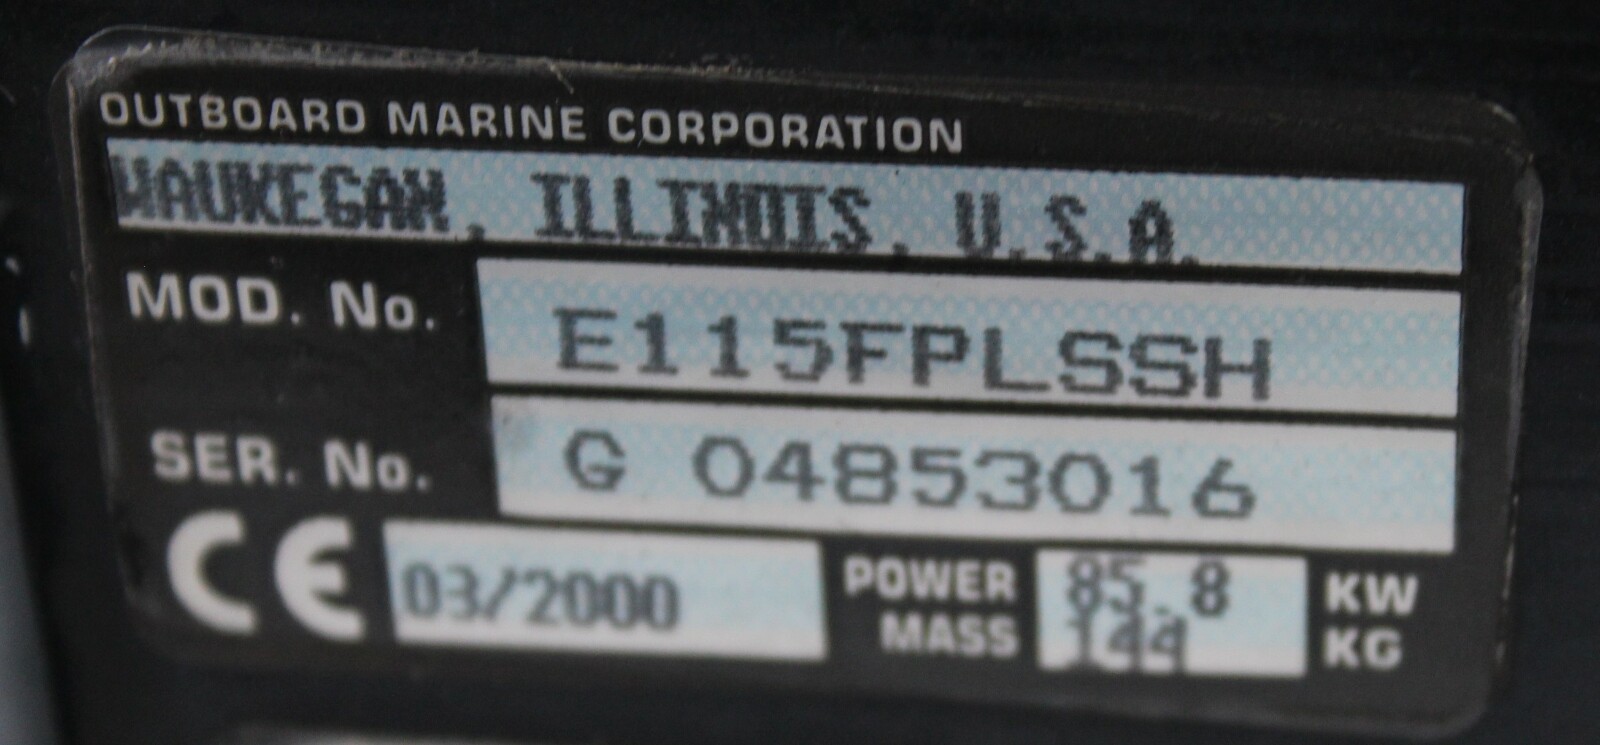 OUTBOARD MARINE CORPORATION
WAUKEGAN, ILLINOIS, U.S.A.
MOD. No. E115FPLSSH
SER. No. G 04853016
CE 03/2000 POWER 85.8 KW
MASS 144 KG